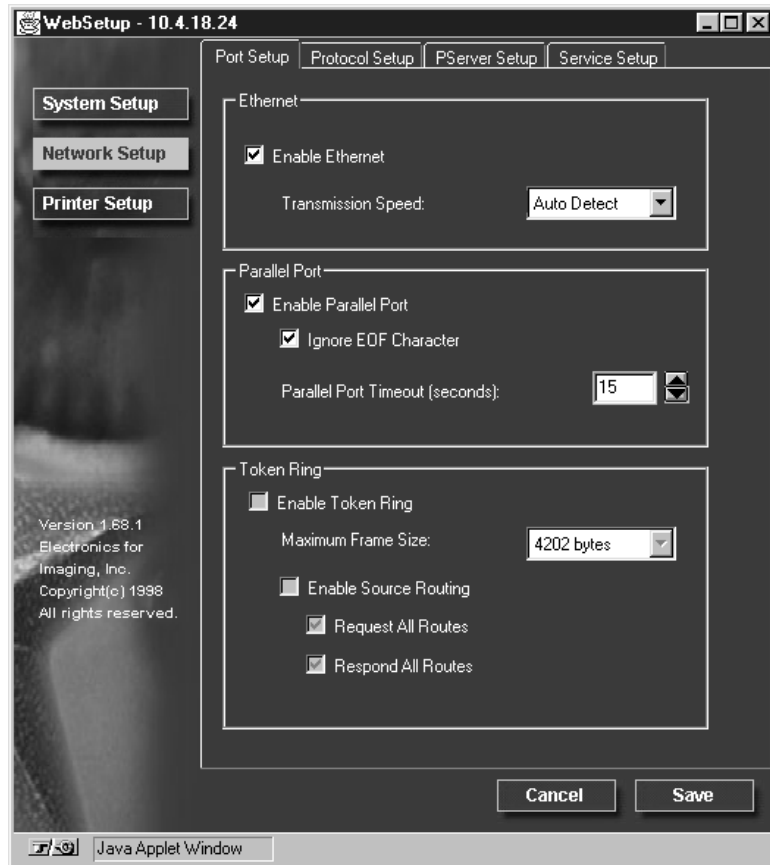 WebSetup - 10.4.18.24
Port Setup
Protocol Setup
PServer Setup
Service Setup
System Setup
Network Setup
Printer Setup
Ethernet
Enable Ethernet
Transmission Speed:
Auto Detect
Parallel Port
Enable Parallel Port
Ignore EOF Character
Parallel Port Timeout (seconds):
15
Token Ring
Enable Token Ring
Maximum Frame Size:
4202 bytes
Enable Source Routing
Request All Routes
Respond All Routes
Version 1.68.1
Electronics for
Imaging, Inc.
Copyright(c) 1998
All rights reserved.
Cancel
Save
Java Applet Window